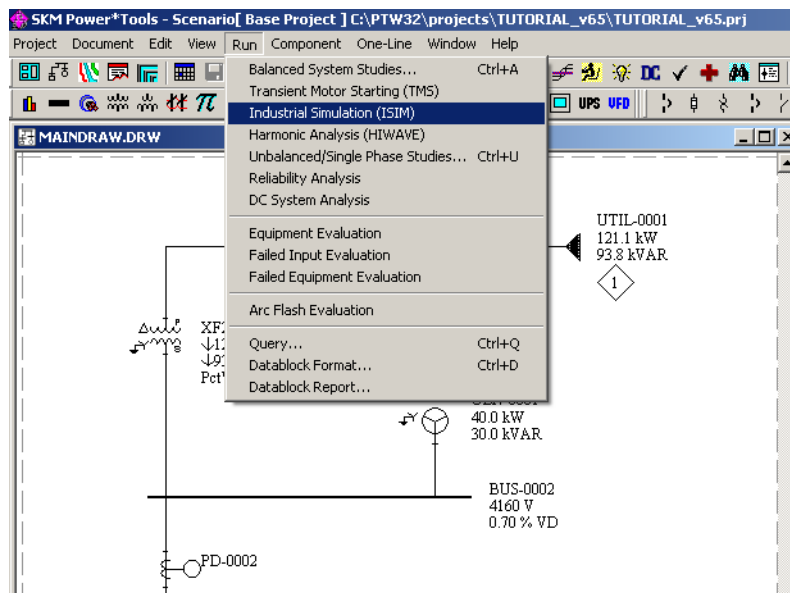 SKM Power*Tools - Scenario[ Base Project ] C:\PTW32\projects\TUTORIAL_v65\TUTORIAL_v65.prj
Project Document Edit View Run Component One-Line Window Help
Balanced System Studies... Ctrl+A
Transient Motor Starting (TMS)
Industrial Simulation (ISIM)
Harmonic Analysis (HIWAVE)
Unbalanced/Single Phase Studies... Ctrl+U
Reliability Analysis
DC System Analysis
Equipment Evaluation
Failed Input Evaluation
Failed Equipment Evaluation
Arc Flash Evaluation
Query... Ctrl+Q
Datablock Format... Ctrl+D
Datablock Report...
DC
UPS VFD
MAINDRAW.DRW
UTIL-0001
121.1 kW
93.8 kVAR
1
40.0 kW
30.0 kVAR
BUS-0002
4160 V
0.70 % VD
PD-0002